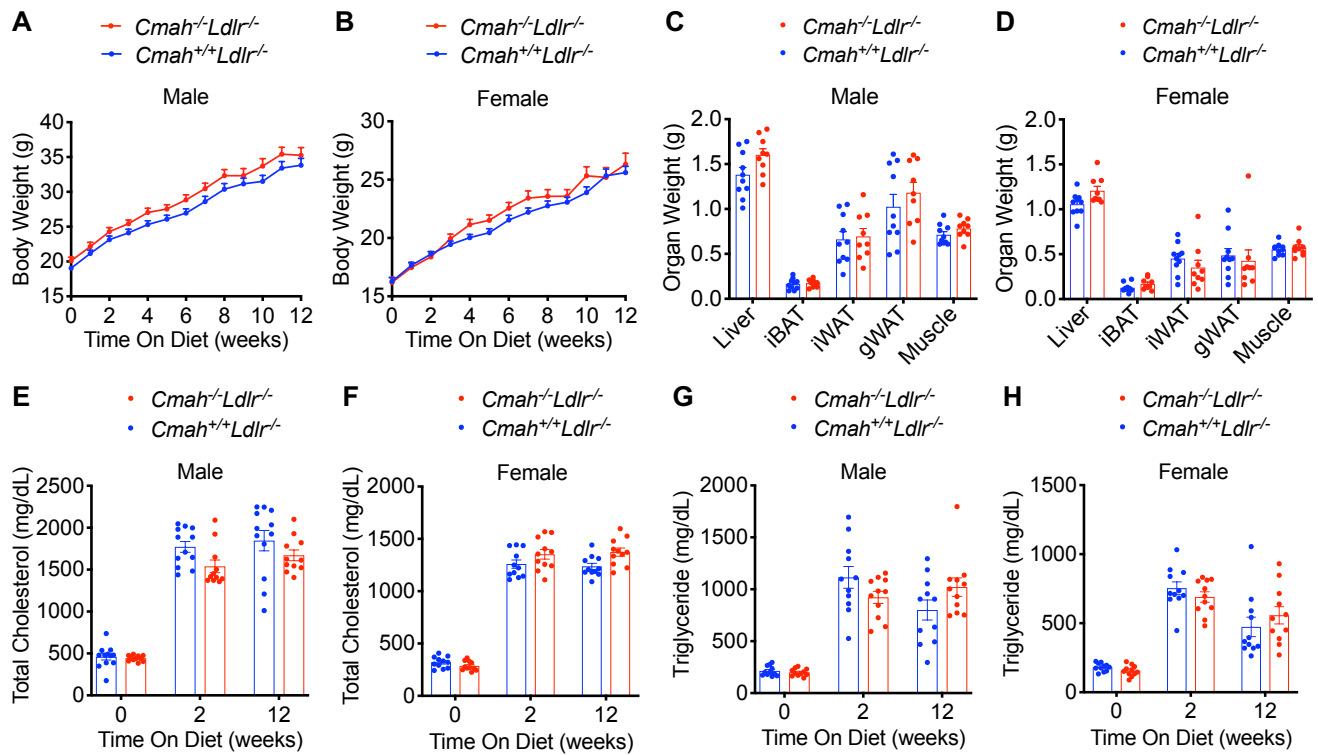 A
Cmah-/-Ldlr-/-
Cmah+/+Ldlr-/-
Male
Body Weight (g)
40
35
30
25
20
15
0 2 4 6 8 10 12
Time On Diet (weeks)
B
Cmah-/-Ldlr-/-
Cmah+/+Ldlr-/-
Female
Body Weight (g)
30
25
20
15
0 2 4 6 8 10 12
Time On Diet (weeks)
C
Cmah-/-Ldlr-/-
Cmah+/+Ldlr-/-
Male
Organ Weight (g)
2.0
1.5
1.0
0.5
0.0
Liver iBAT iWAT gWAT Muscle
D
Cmah-/-Ldlr-/-
Cmah+/+Ldlr-/-
Female
Organ Weight (g)
2.0
1.5
1.0
0.5
0.0
Liver iBAT iWAT gWAT Muscle
E
Cmah-/-Ldlr-/-
Cmah+/+Ldlr-/-
Male
Total Cholesterol (mg/dL)
2500
2000
1500
1000
500
0
0 2 12
Time On Diet (weeks)
F
Cmah-/-Ldlr-/-
Cmah+/+Ldlr-/-
Female
Total Cholesterol (mg/dL)
2000
1500
1000
500
0
0 2 12
Time On Diet (weeks)
G
Cmah-/-Ldlr-/-
Cmah+/+Ldlr-/-
Male
Triglyceride (mg/dL)
2000
1500
1000
500
0
0 2 12
Time On Diet (weeks)
H
Cmah-/-Ldlr-/-
Cmah+/+Ldlr-/-
Female
Triglyceride (mg/dL)
1500
1000
500
0
0 2 12
Time On Diet (weeks)